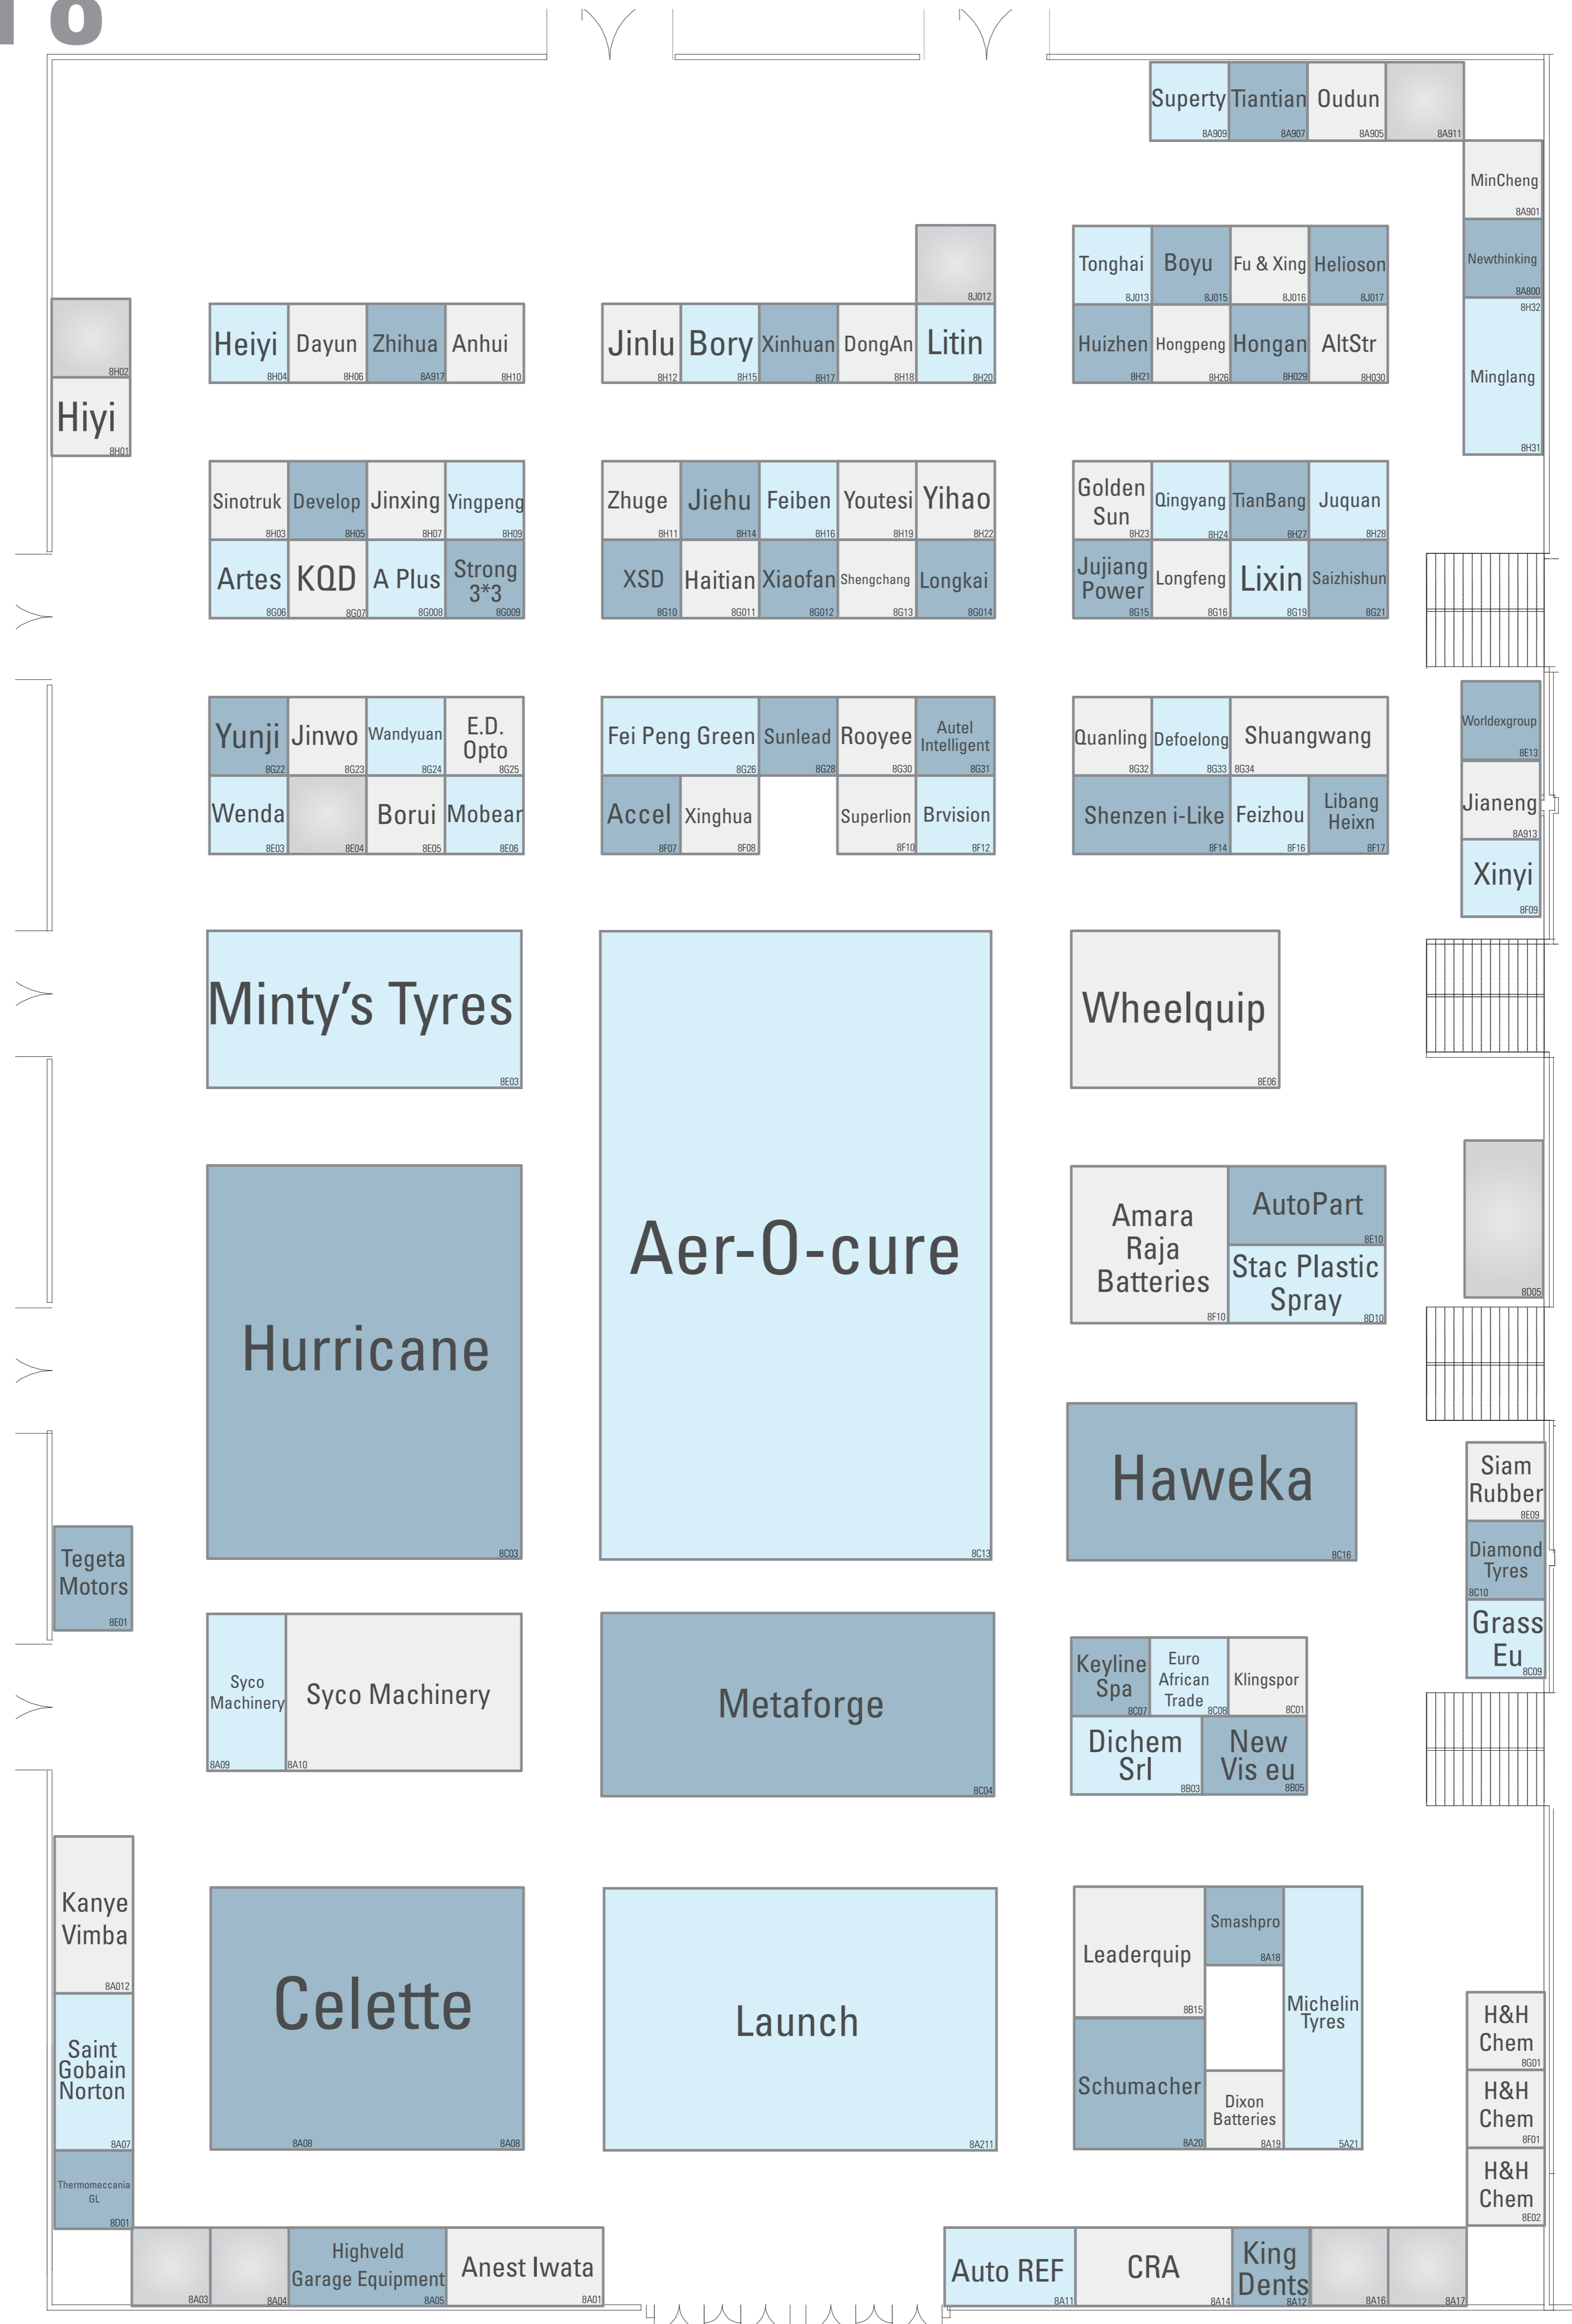 18
Superty
8A909
Tiantian
8A907
Oudun
8A905
8A911
MinCheng
8A901
Newthinking
8A800
8H32
Minglang
8H31
8J012
Tonghai
8J013
Boyu
8J015
Fu & Xing
8J016
Helioson
8J017
8H02
Hiyi
8H01
Heiyi
8H04
Dayun
8H06
Zhihua
8A917
Anhui
8H10
Jinlu
8H12
Bory
8H15
Xinhuan
8H17
DongAn
8H18
Litin
8H20
Huizhen
8H21
Hongpeng
8H26
Hongan
8H029
AltStr
8H030
Sinotruk
8H03
Develop
8H05
Jinxing
8H07
Yingpeng
8H09
Zhuge
8H11
Jiehu
8H14
Feiben
8H16
Youtesi
8H19
Yihao
8H22
Golden
Sun
8H23
Qingyang
8H24
TianBang
8H27
Juquan
8H28
Artes
8G06
KQD
8G07
A Plus
8G008
Strong
3*3
8G009
XSD
8G10
Haitian
8G011
Xiaofan
8G012
Shengchang
8G13
Longkai
8G014
Jujiang
Power
8G15
Longfeng
8G16
Lixin
8G19
Saizhishun
8G21
Yunji
8G22
Jinwo
8G23
Wandyuan
8G24
E.D.
Opto
8G25
Fei Peng Green
8G26
Sunlead
8G28
Rooyee
8G30
Autel
Intelligent
8G31
Quanling
8G32
Defoelong
8G33
Shuangwang
8G34
Worldexgroup
8E13
Wenda
8E03
8E04
Borui
8E05
Mobear
8E06
Accel
8F07
Xinghua
8F08
Superlion
8F10
Brvision
8F12
Shenzen i-Like
8F14
Feizhou
8F16
Libang
Heixn
8F17
Jianeng
8A913
Xinyi
8F09
Minty's Tyres
8E03
Aer-O-cure
8C13
Wheelquip
8E06
Hurricane
8C03
Amara
Raja
Batteries
8F10
AutoPart
8E10
Stac Plastic
Spray
8D10
8D05
Haweka
8C16
Siam
Rubber
8E09
Diamond
Tyres
8C10
Grass
Eu
8C09
Tegeta
Motors
8E01
Syco
Machinery
8A09
Syco Machinery
8A10
Metaforge
8C04
Keyline
Spa
8C07
Euro
African
Trade
8C08
Klingspor
8C01
Dichem
Srl
8B03
New
Vis eu
8B05
Kanye
Vimba
8A012
Saint
Gobain
Norton
8A07
Thermomeccania
GL
8D01
Celette
8A08
8A08
Launch
8A211
Leaderquip
8B15
Smashpro
8A18
Michelin
Tyres
5A21
Schumacher
8A20
Dixon
Batteries
8A19
H&H
Chem
8G01
H&H
Chem
8F01
H&H
Chem
8E02
8A03
8A04
Highveld
Garage Equipment
8A05
Anest Iwata
8A01
Auto REF
8A11
CRA
8A14
King
Dents
8A12
8A16
8A17